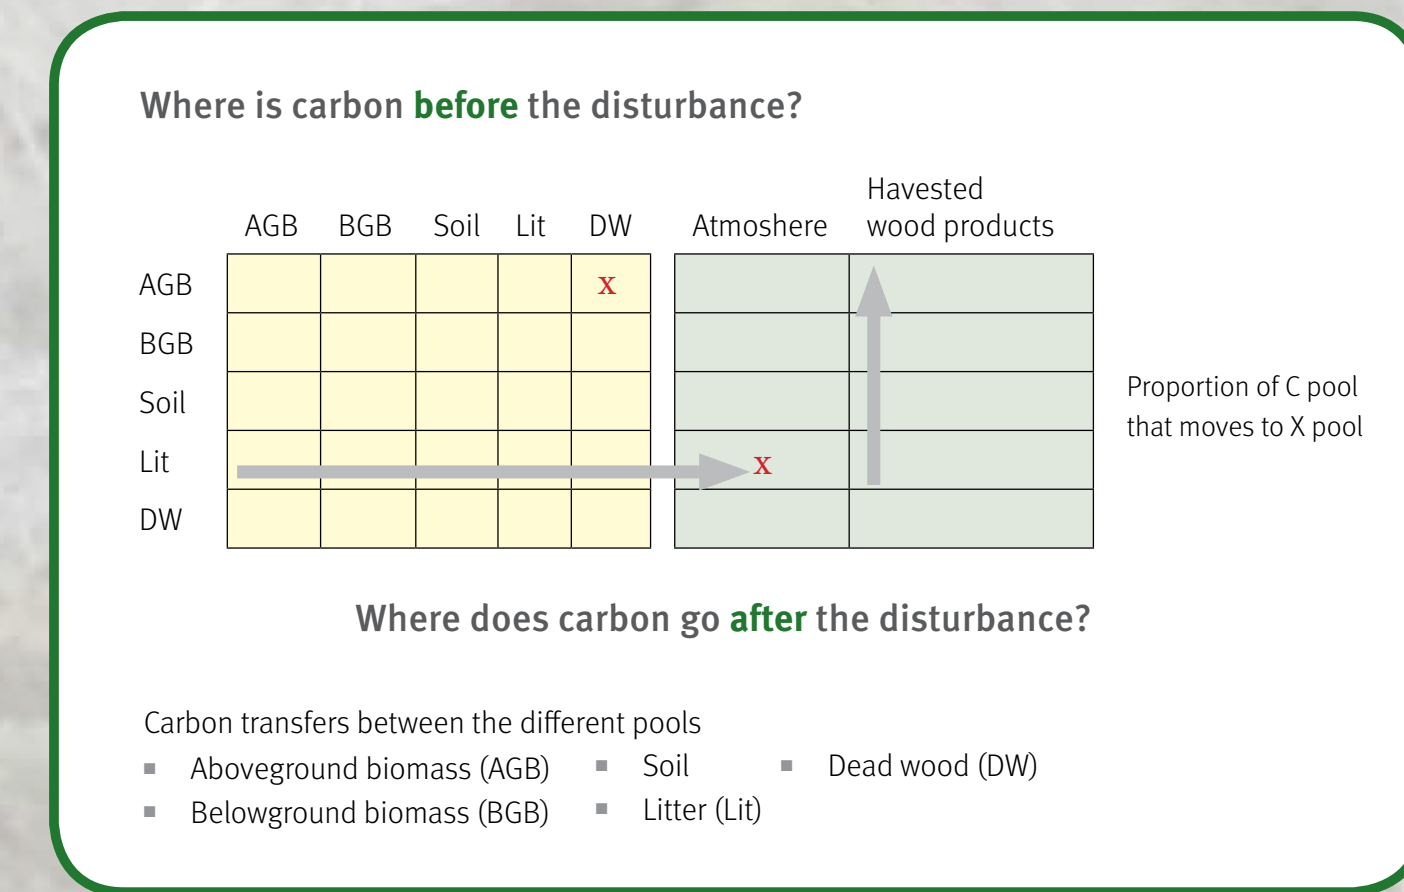 Where is carbon before the disturbance?
Havested
wood products
AGB BGB Soil Lit DW Atmoshere
AGB x
BGB
Soil
Lit x
DW
Proportion of C pool
that moves to X pool
Where does carbon go after the disturbance?
Carbon transfers between the different pools
▪ Aboveground biomass (AGB) ▪ Soil ▪ Dead wood (DW)
▪ Belowground biomass (BGB) ▪ Litter (Lit)